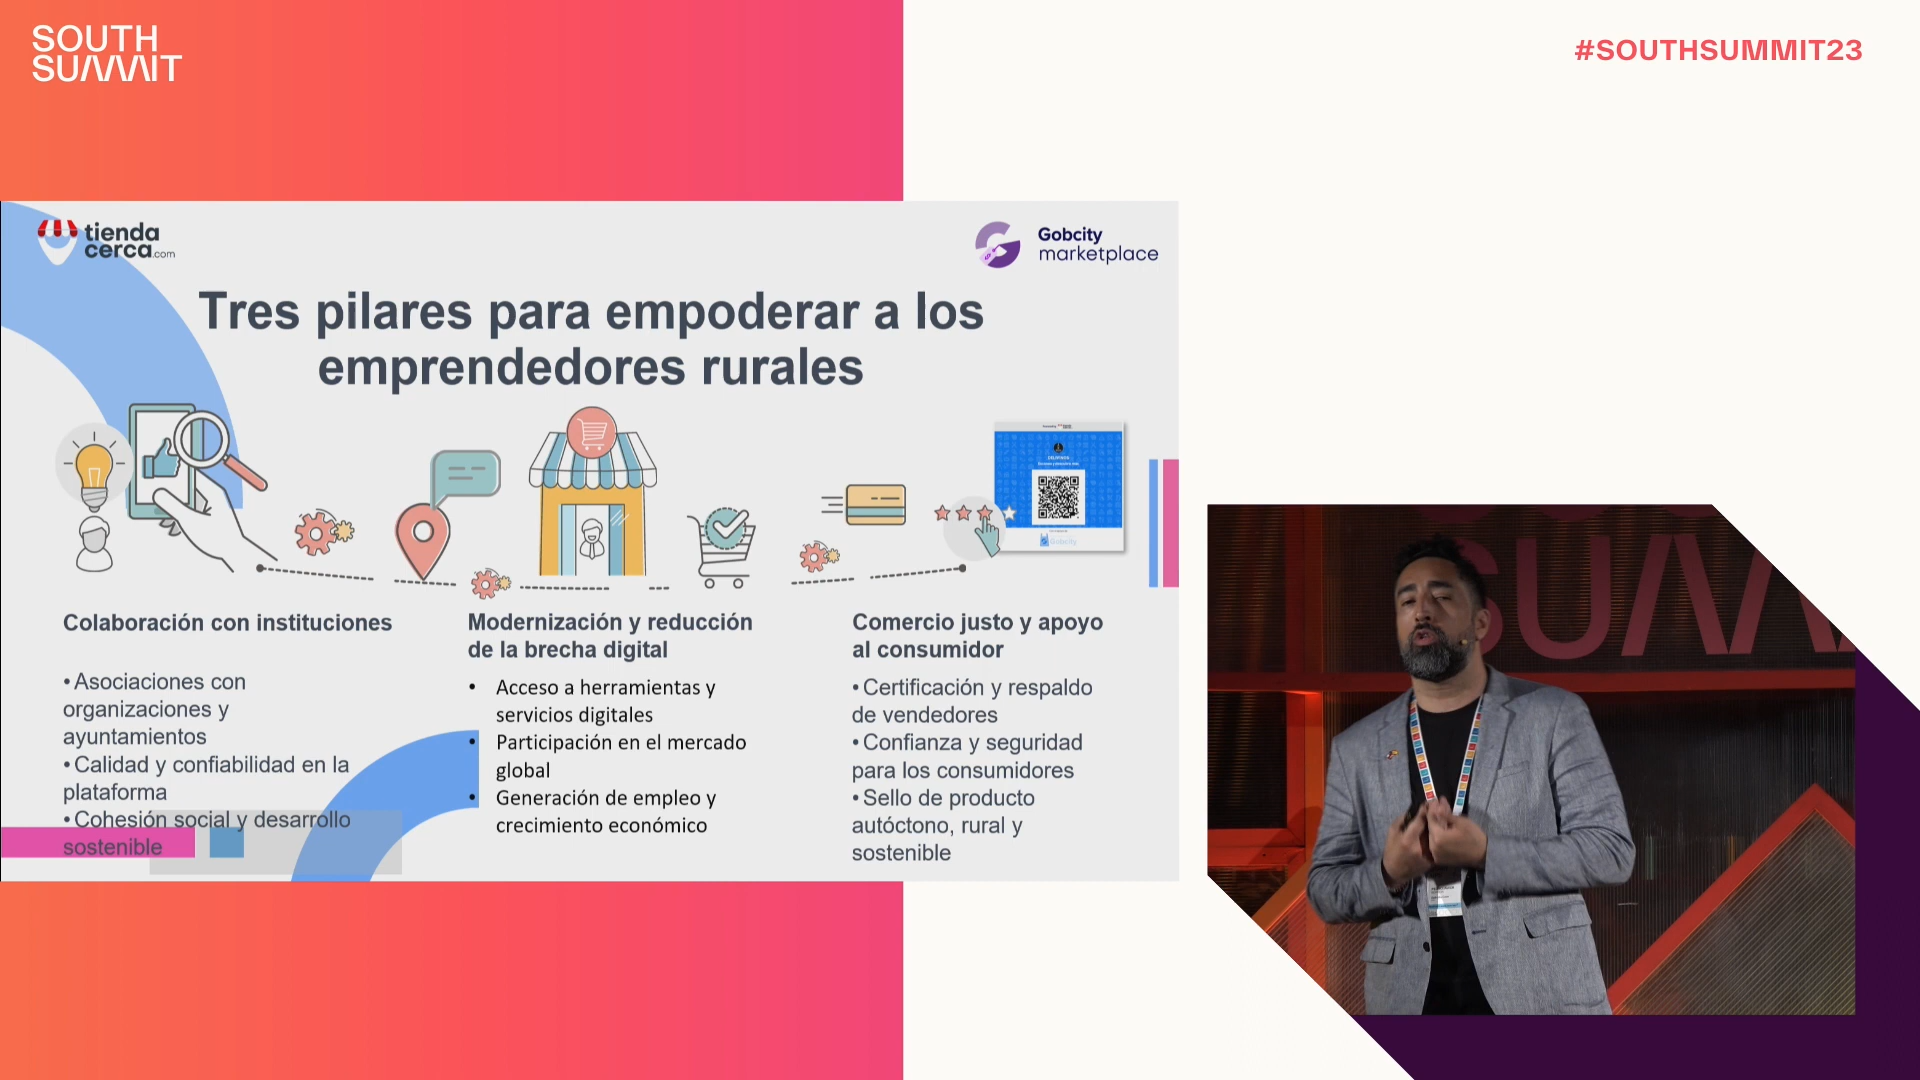 SOUTH
SUMMIT
#SOUTHSUMMIT23
tienda
cerca.com
Gobcity
marketplace
Tres pilares para empoderar a los
emprendedores rurales
Gobcity
Colaboración con instituciones
•Asociaciones con
organizaciones y
ayuntamientos
•Calidad y confiabilidad en la
plataforma
•Cohesión social y desarrollo
sostenible
Modernización y reducción
de la brecha digital
• Acceso a herramientas y
servicios digitales
• Participación en el mercado
global
• Generación de empleo y
crecimiento económico
Comercio justo y apoyo
al consumidor
•Certificación y respaldo
de vendedores
•Confianza y seguridad
para los consumidores
•Sello de producto
autóctono, rural y
sostenible
SUMM